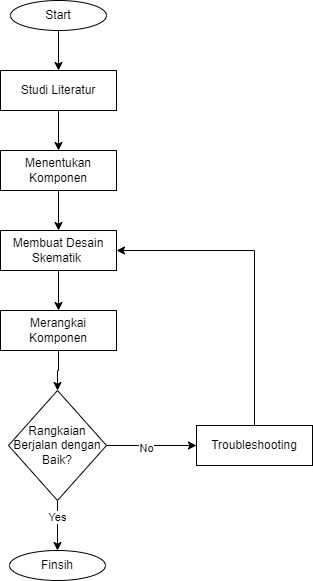 Start
Studi Literatur
Menentukan
Komponen
Membuat Desain
Skematik
Merangkai
Komponen
Rangkaian
Berjalan dengan
Baik?
No
Troubleshooting
Yes
Finsih